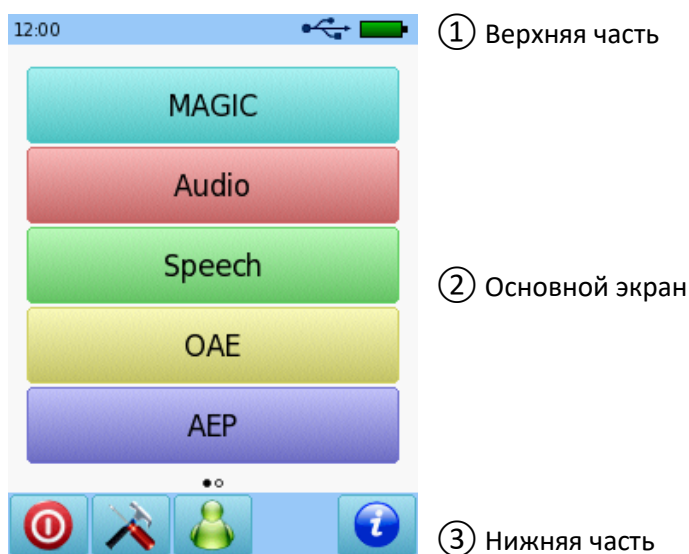 12:00
① Верхняя часть
MAGIC
Audio
Speech
② Основной экран
OAE
AEP
③ Нижняя часть